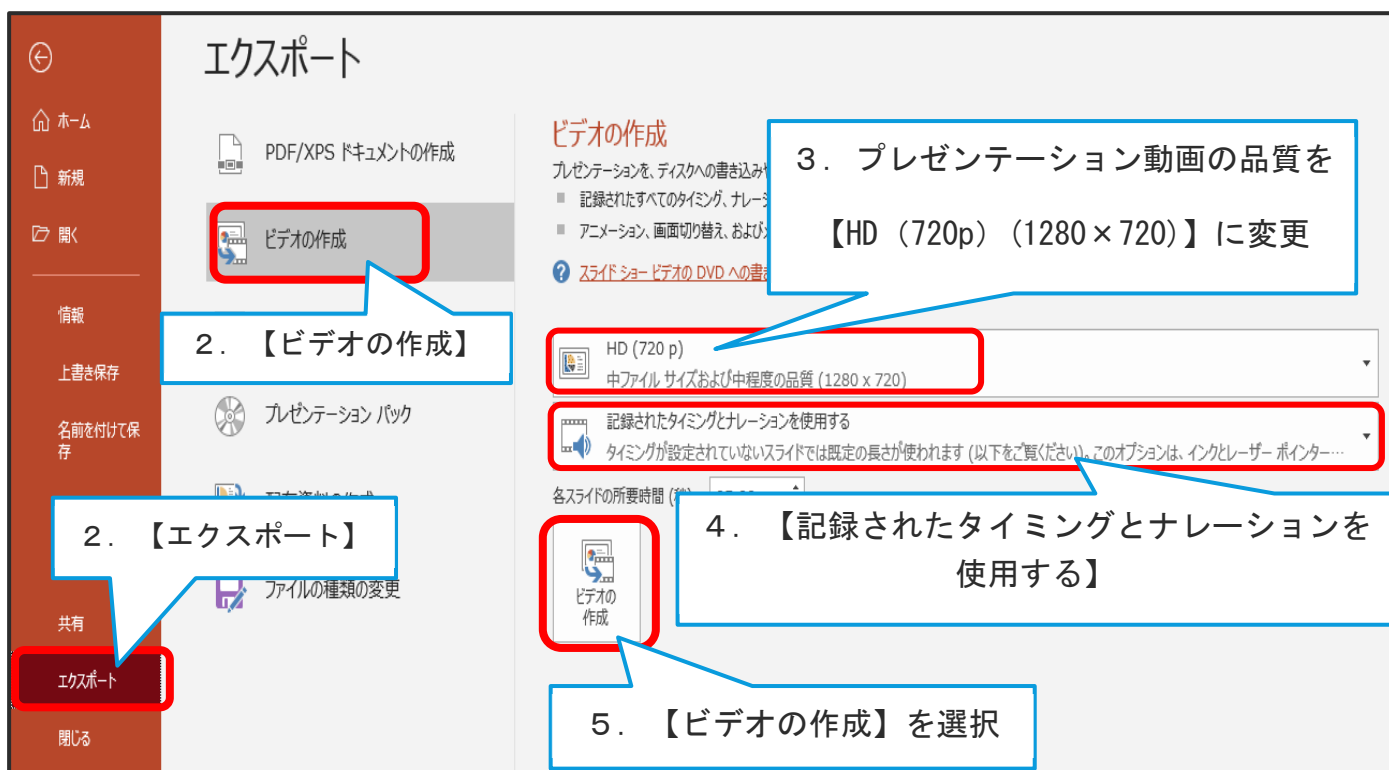 エクスポート
ホーム
新規
開く
情報
上書き保存
名前を付けて保
存
共有
エクスポート
閉じる
PDF/XPS ドキュメントの作成
ビデオの作成
2．【ビデオの作成】
プレゼンテーション パック
2．【エクスポート】
ファイルの種類の変更
ビデオの作成
プレゼンテーションを、ディスクへの書き込み
記録されたすべてのタイミング、ナレー
アニメーション、画面切り替え、および
スライド ショー ビデオの DVD への書き
3．プレゼンテーション動画の品質を
【HD（720p）(1280×720)】に変更
HD (720 p)
中ファイル サイズおよび中程度の品質 (1280 x 720)
記録されたタイミングとナレーションを使用する
タイミングが設定されていないスライドでは既定の長さが使われます (以下をご覧ください)。このオプションは、インクとレーザー ポインター…
各スライドの所要時間
4．【記録されたタイミングとナレーションを
使用する】
ビデオの
作成
5．【ビデオの作成】を選択